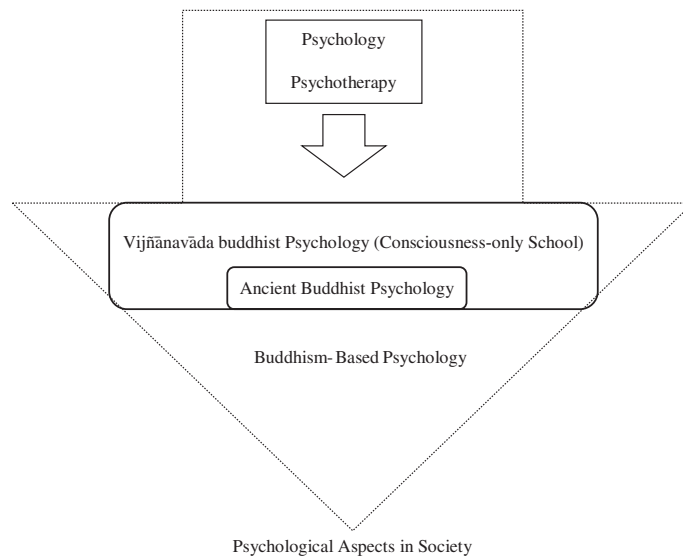 Psychology
Psychotherapy
Vijñānavāda buddhist Psychology (Consciousness-only School)
Ancient Buddhist Psychology
Buddhism- Based Psychology
Psychological Aspects in Society